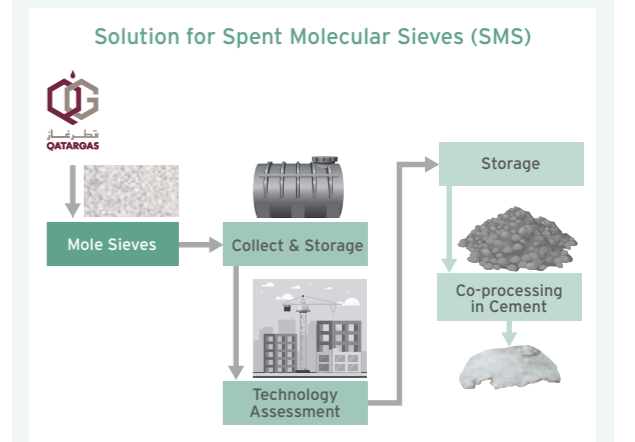 Solution for Spent Molecular Sieves (SMS)
قطرغاز
QATARGAS
Mole Sieves
Collect & Storage
Technology
Assessment
Storage
Co-processing
in Cement